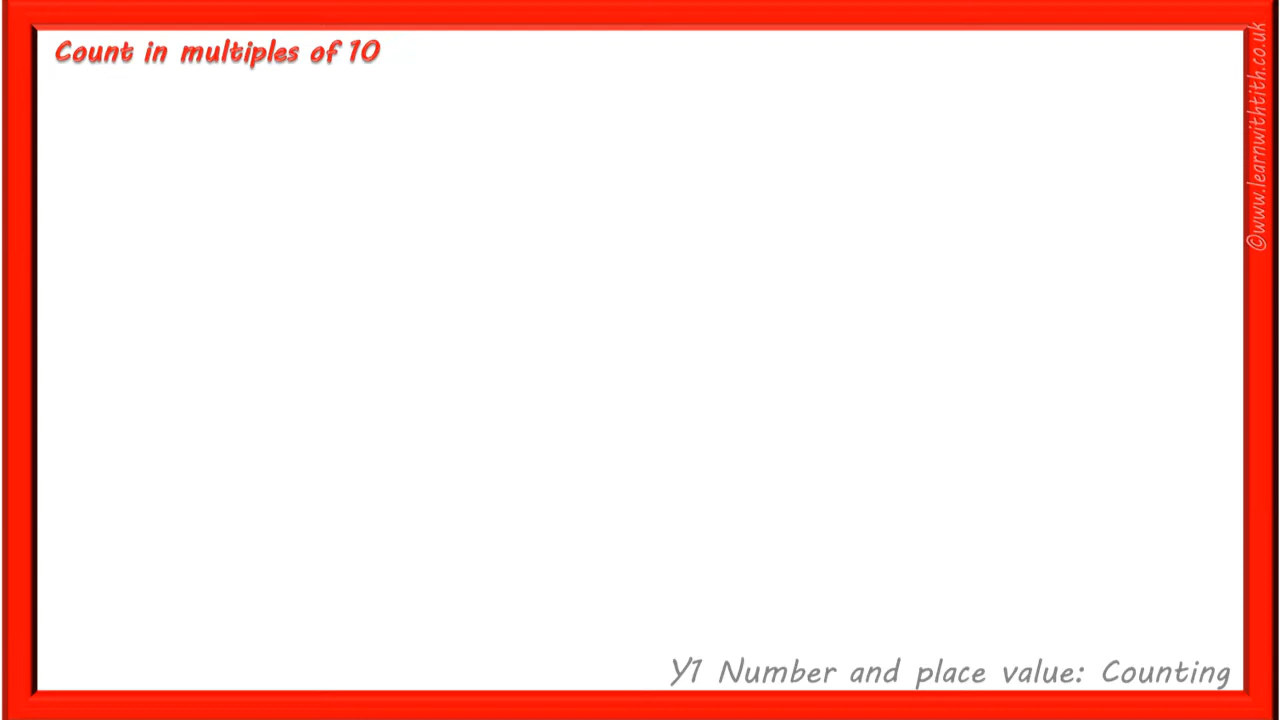 Count in multiples of 10
©www.learnwithtith.co.uk
Y1 Number and place value: Counting